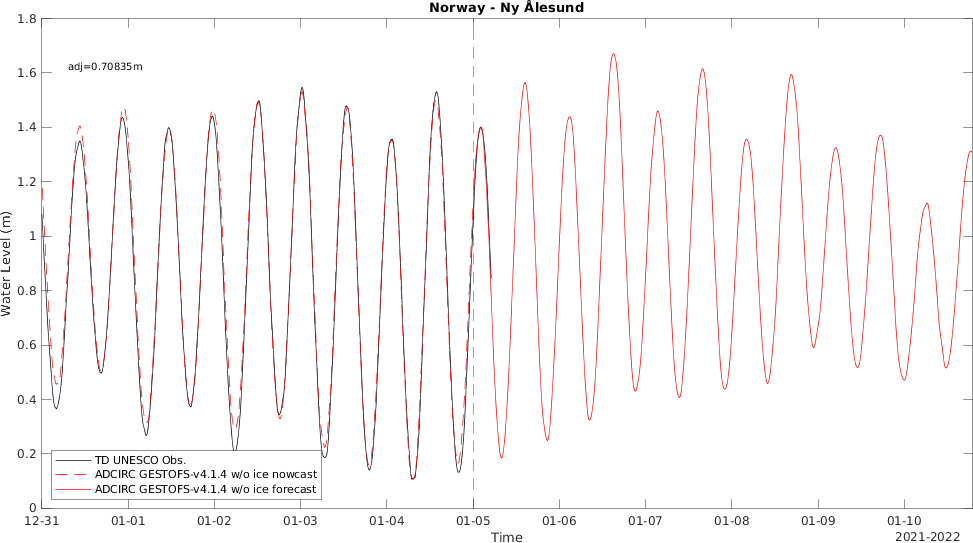 Norway - Ny Ålesund
1.8
adj=0.70835m
1.6
1.4
1.2
1
0.8
0.6
0.4
0.2
0
Water Level (m)
TD UNESCO Obs.
ADCIRC GESTOFS-v4.1.4 w/o ice nowcast
ADCIRC GESTOFS-v4.1.4 w/o ice forecast
12-31 01-01 01-02 01-03 01-04 01-05 01-06 01-07 01-08 01-09 01-10
Time
2021-2022